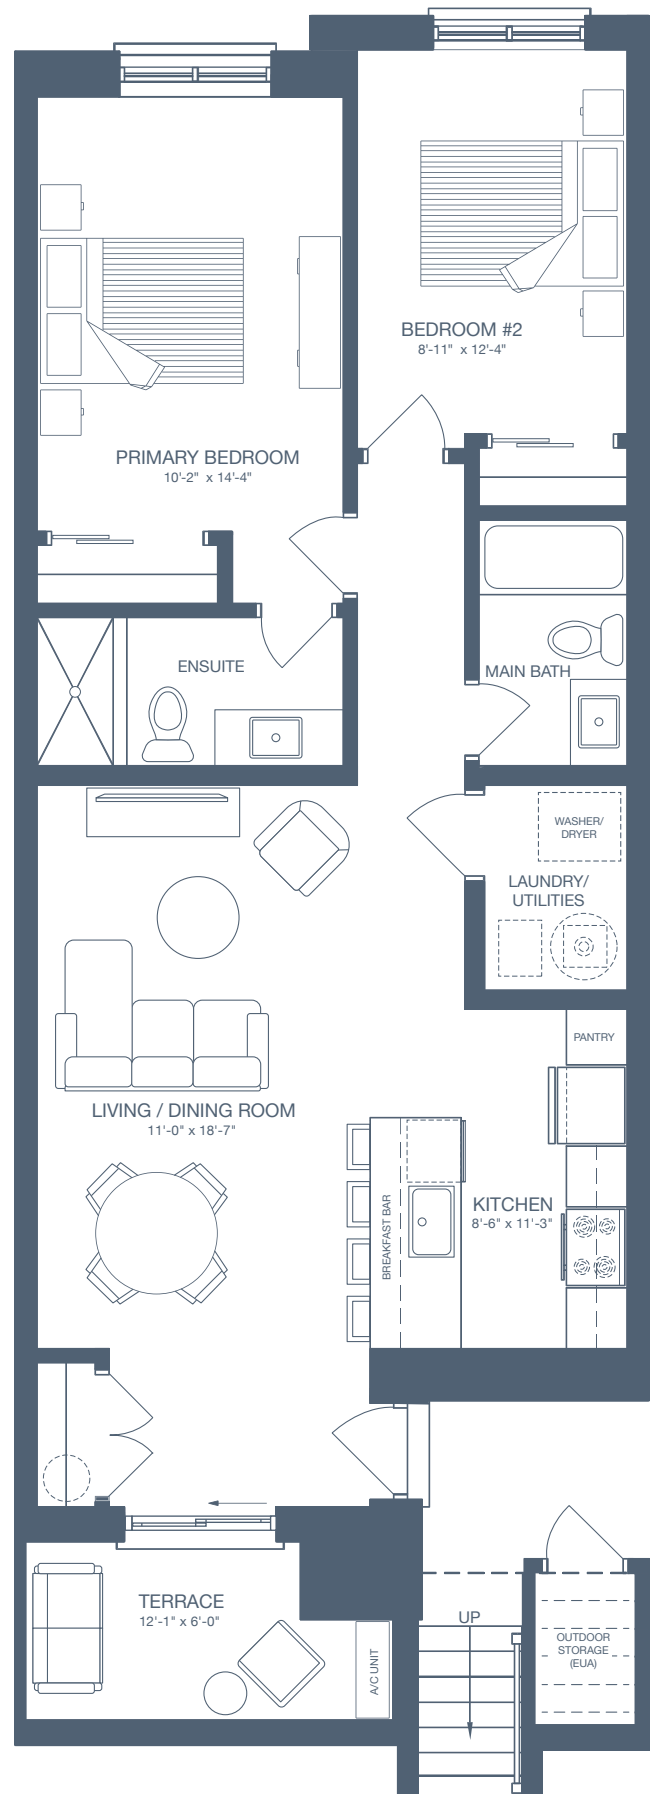 BEDROOM #2
8'-11" x 12'-4"
PRIMARY BEDROOM
10'-2" x 14'-4"
ENSUITE
MAIN BATH
WASHER/
DRYER
LAUNDRY/
UTILITIES
PANTRY
LIVING / DINING ROOM
11'-0" x 18'-7"
BREAKFAST BAR
KITCHEN
8'-6" x 11'-3"
TERRACE
12'-1" x 6'-0"
A/C UNIT
UP
OUTDOOR
STORAGE
(EUA)